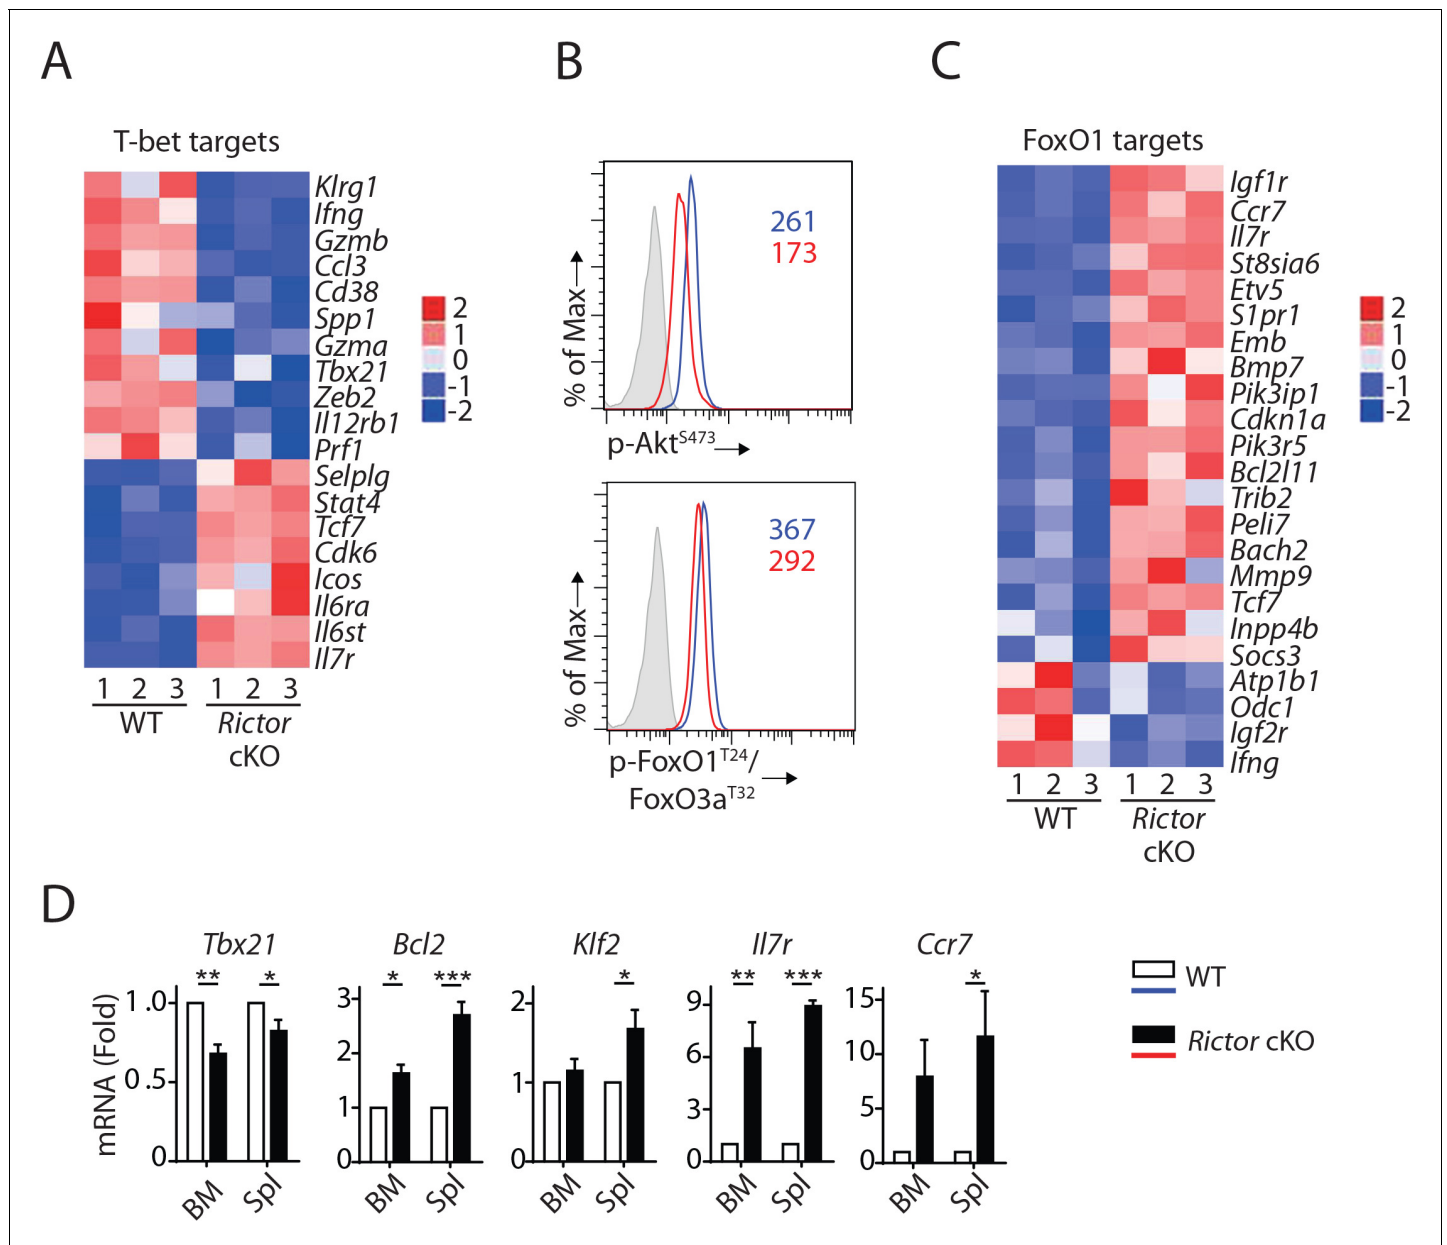 A
T-bet targets
Klrg1
Ifng
Gzmb
Ccl3
Cd38
Spp1
Gzma
Tbx21
Zeb2
Il12rb1
Prf1
Selplg
Stat4
Tcf7
Cdk6
Icos
Il6ra
Il6st
Il7r
2
1
0
-1
-2
1 2 3 1 2 3
WT Rictor
cKO
B
% of Max
261
173
p-AktS473
% of Max
367
292
p-FoxO1T24/
FoxO3aT32
C
FoxO1 targets
Igf1r
Ccr7
Il7r
St8sia6
Etv5
S1pr1
Emb
Bmp7
Pik3ip1
Cdkn1a
Pik3r5
Bcl2l11
Trib2
Peli7
Bach2
Mmp9
Tcf7
Inpp4b
Socs3
Atp1b1
Odc1
Igf2r
Ifng
2
1
0
-1
-2
1 2 3 1 2 3
WT Rictor
cKO
D
mRNA (Fold)
Tbx21
** *
1.0
0.5
0
BM Spl
Bcl2
* ***
3
2
1
0
BM Spl
Klf2
*
2
1
0
BM Spl
Il7r
** ***
9
6
3
0
BM Spl
Ccr7
*
15
10
5
0
BM Spl
WT
Rictor cKO